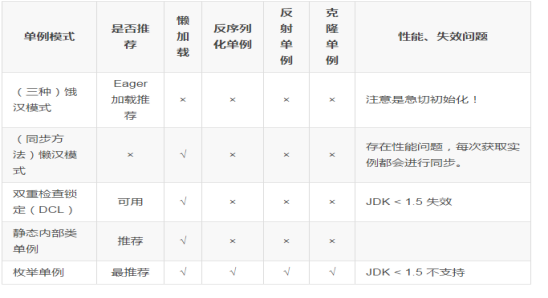 单例模式 是否推荐 懒加载 反序列化单例 反射单例 克隆单例 性能、失效问题
（三种）饿汉模式 Eager加载推荐 × × × × 注意是急切初始化！
（同步方法）懒汉模式 × √ × × × 存在性能问题，每次获取实例都会进行同步。
双重检查锁定（DCL） 可用 √ × × × JDK < 1.5 失效
静态内部类单例 推荐 √ × × ×
枚举单例 最推荐 √ √ √ √ JDK < 1.5 不支持